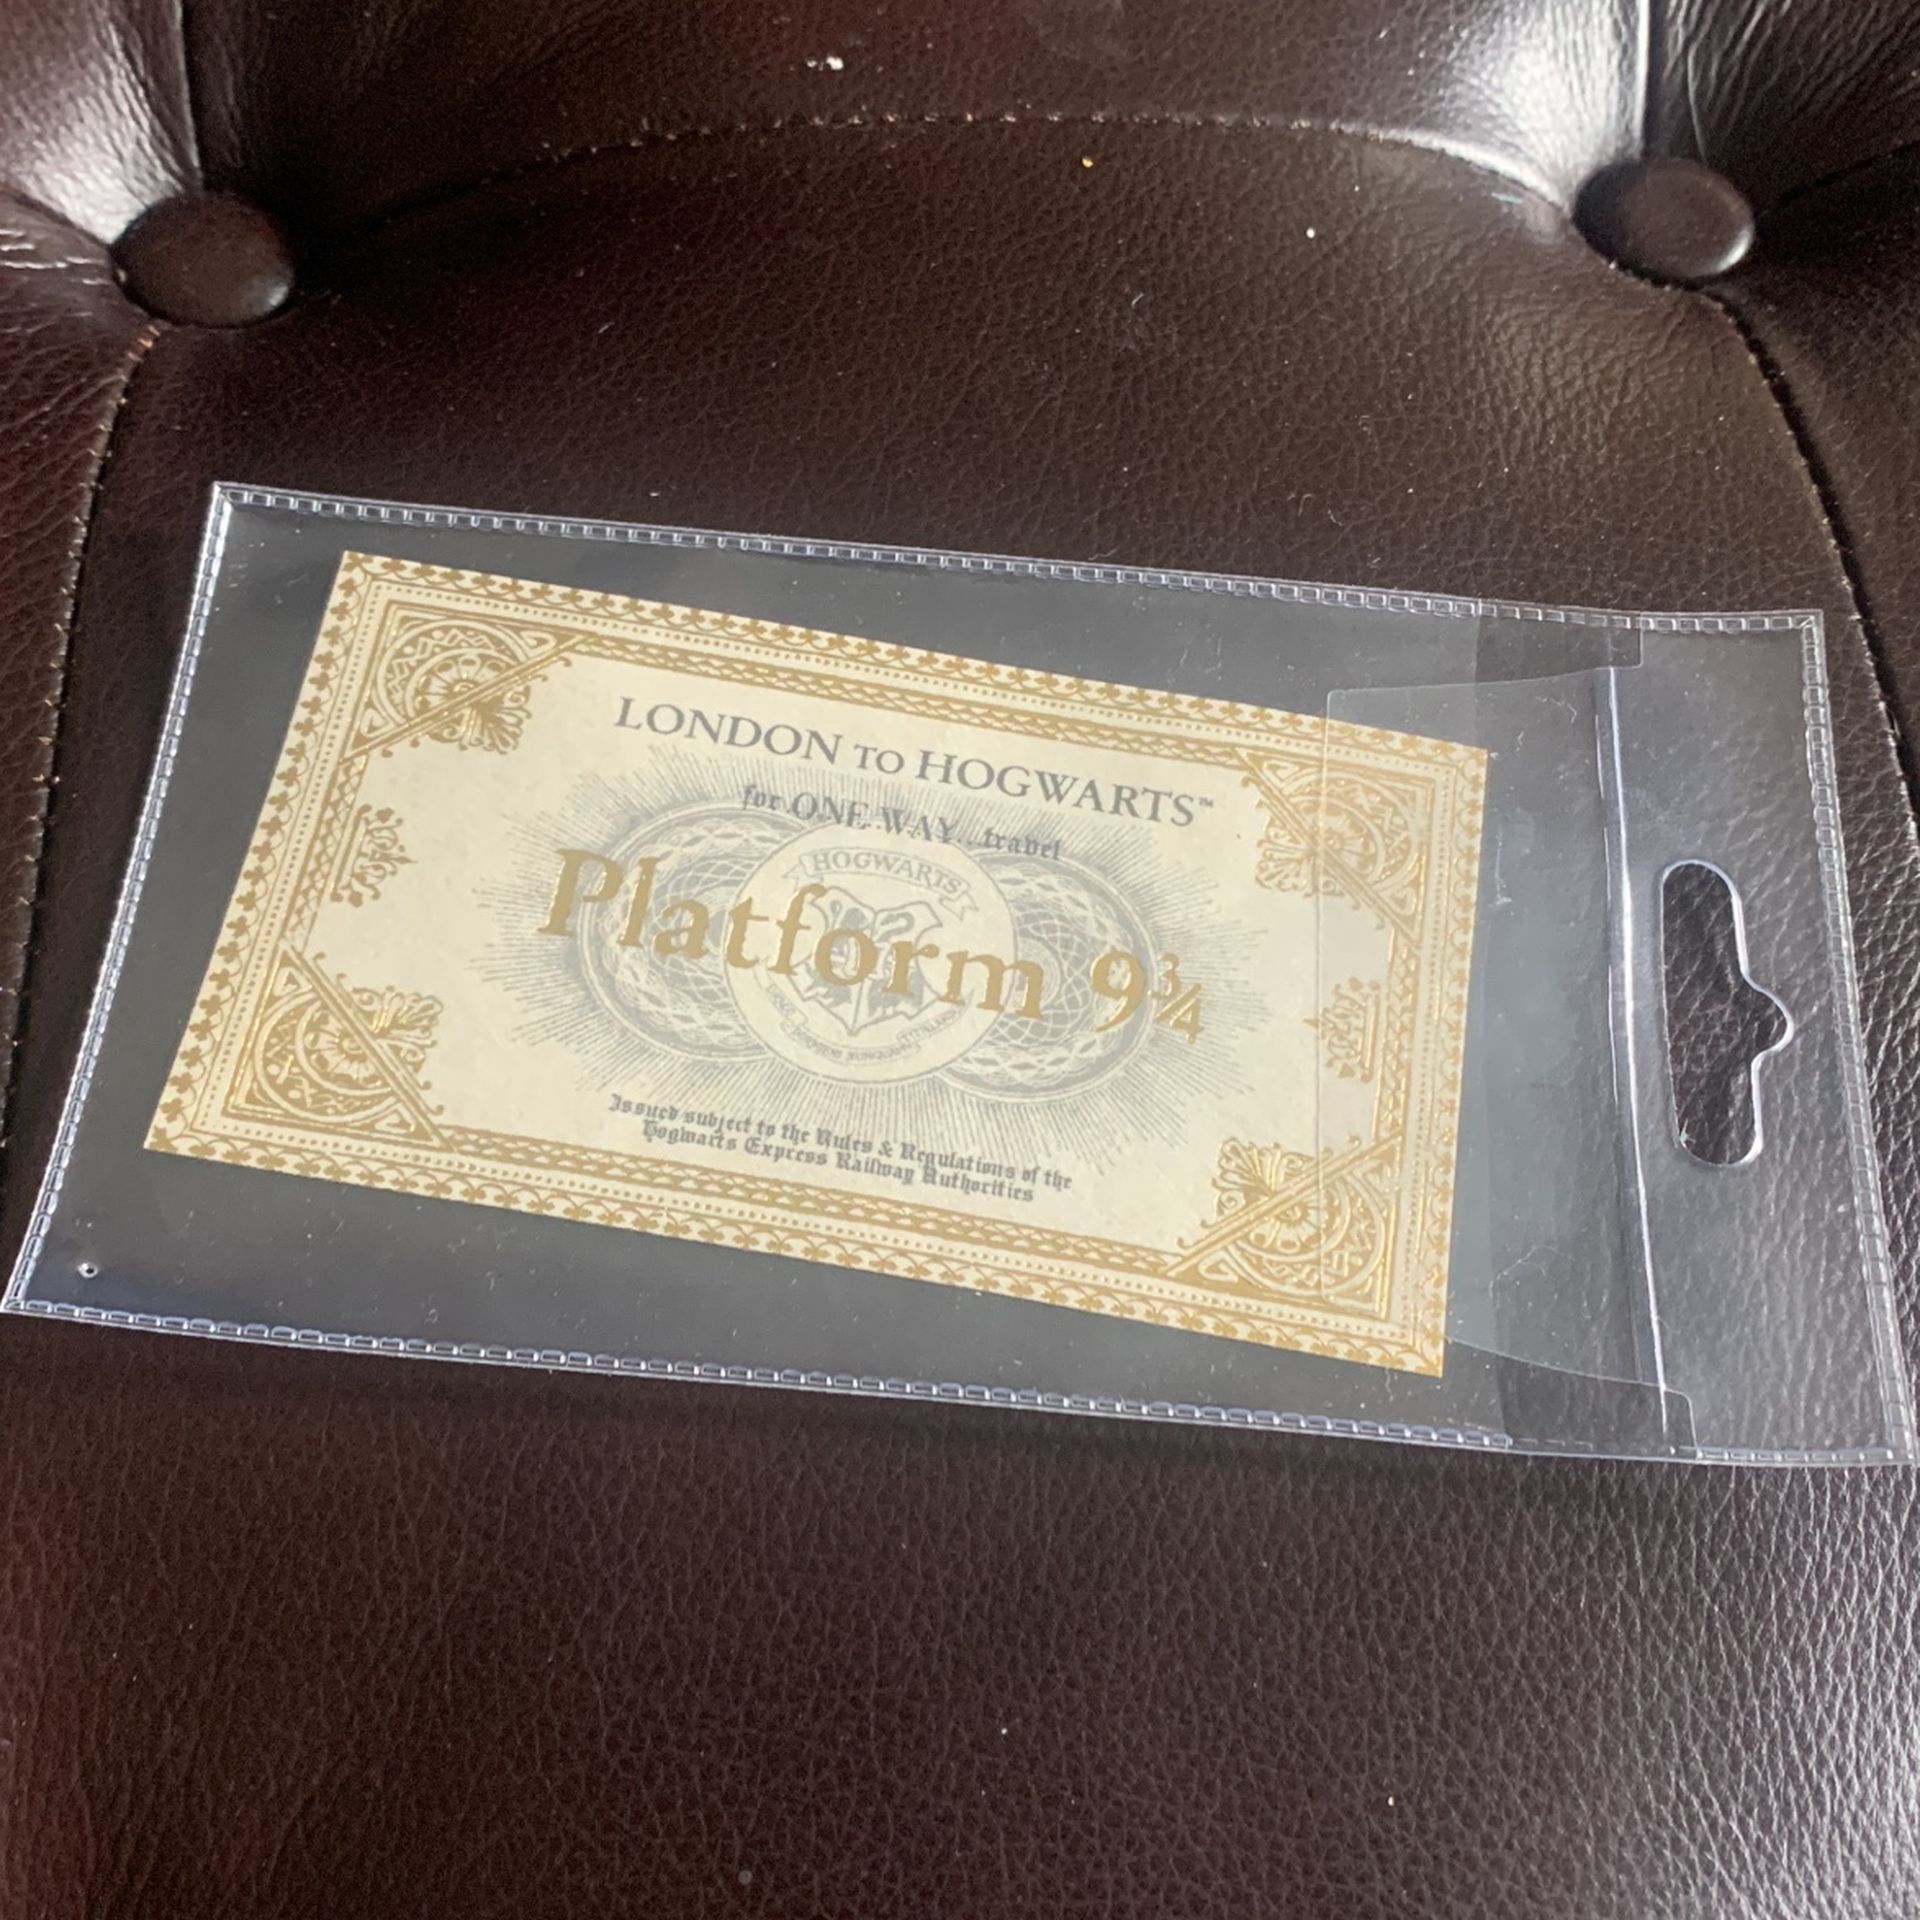 LONDON TO HOGWARTS™
for ONE WAY...travel
HOGWARTS
Platform 9¾
Issued subject to the Rules & Regulations of the
Hogwarts Express Railway Authorities